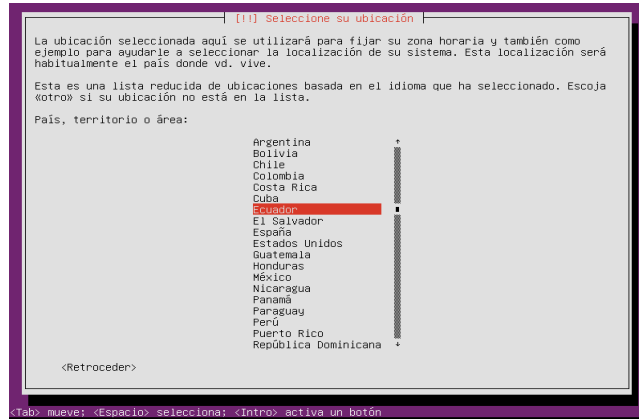 [!!] Seleccione su ubicación
La ubicación seleccionada aquí se utilizará para fijar su zona horaria y también como
ejemplo para ayudarle a seleccionar la localización de su sistema. Esta localización será
habitualmente el país donde vd. vive.
Esta es una lista reducida de ubicaciones basada en el idioma que ha seleccionado. Escoja
«otro» si su ubicación no está en la lista.
País, territorio o área:
Argentina
Bolivia
Chile
Colombia
Costa Rica
Cuba
Ecuador
El Salvador
España
Estados Unidos
Guatemala
Honduras
México
Nicaragua
Panamá
Paraguay
Perú
Puerto Rico
República Dominicana
<Retroceder>
<Tab> mueve; <Espacio> selecciona; <Intro> activa un botón